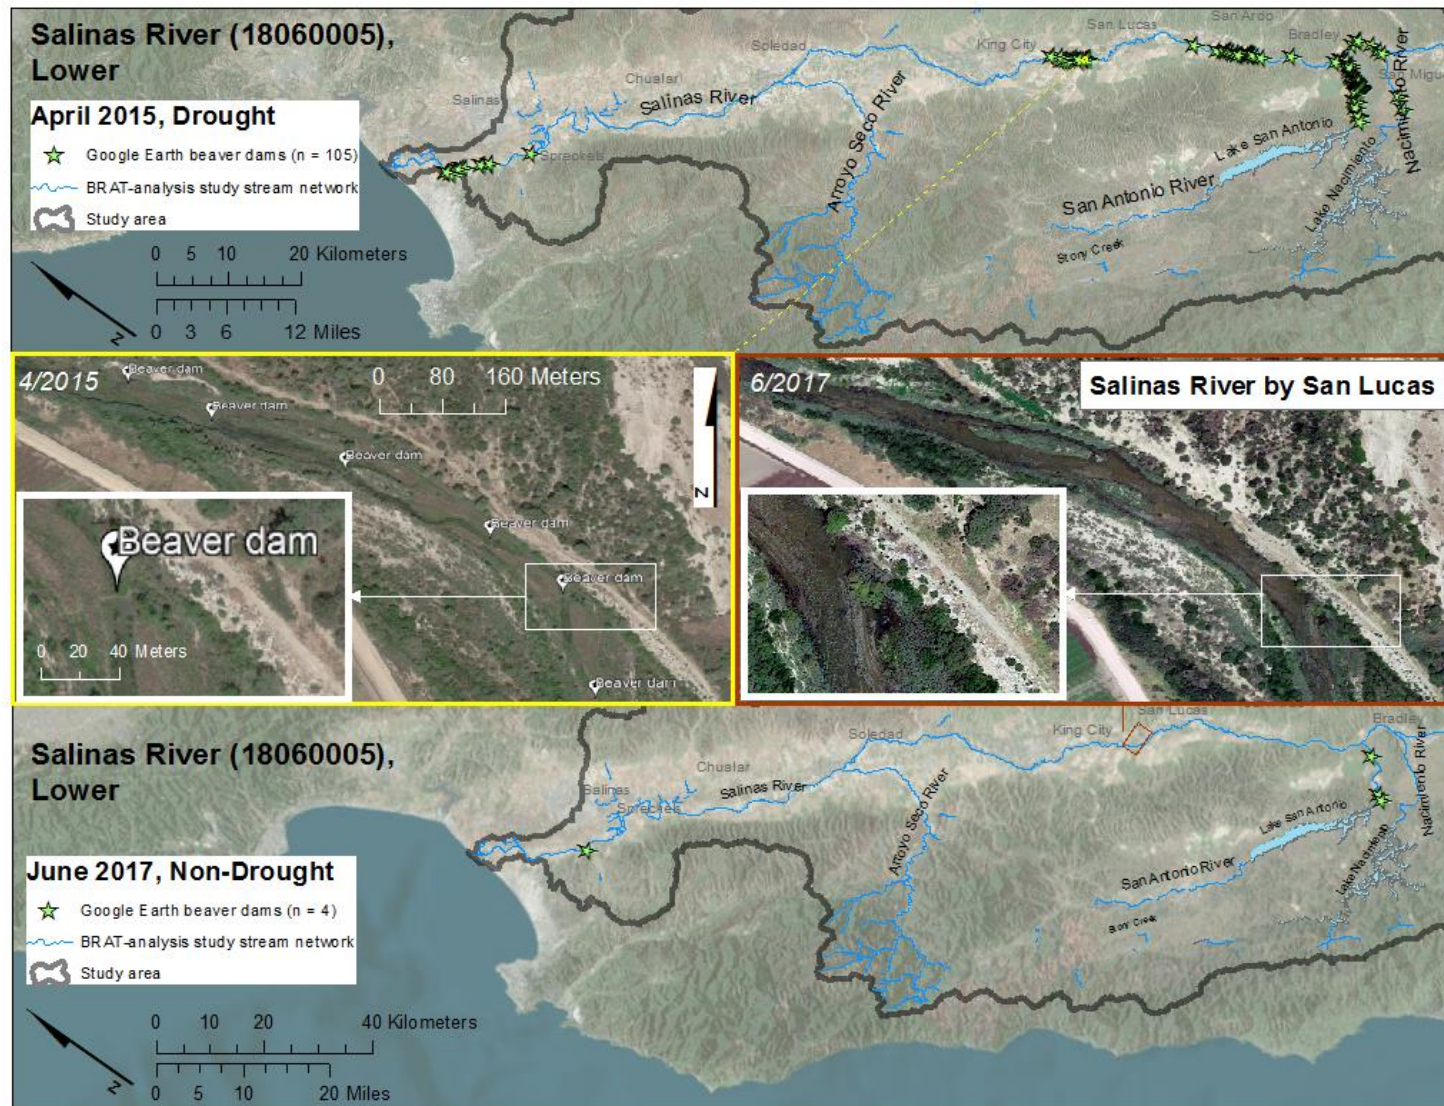 Salinas River (18060005),
Lower
April 2015, Drought
Google Earth beaver dams (n = 105)
BRAT-analysis study stream network
Study area
0 5 10 20 Kilometers
0 3 6 12 Miles
N
Salinas
Chualar
Soledad
King City
San Lucas
San Ardo
Bradley
San Migu
Spreckels
Salinas River
Arroyo Seco River
San Antonio River
Lake San Antonio
Lake Nacimiento
Nacimiento River
Stony Creek
4/2015
0 80 160 Meters
N
Beaver dam
Beaver dam
Beaver dam
Beaver dam
Beaver dam
Beaver dam
Beaver dam
0 20 40 Meters
6/2017
Salinas River by San Lucas
Salinas River (18060005),
Lower
June 2017, Non-Drought
Google Earth beaver dams (n = 4)
BRAT-analysis study stream network
Study area
0 10 20 40 Kilometers
0 5 10 20 Miles
N
Salinas
Spreckels
Chualar
Soledad
King City
San Lucas
Bradley
Salinas River
Arroyo Seco River
San Antonio River
Lake San Antonio
Lake Nacimiento
Nacimiento River
Stony Creek